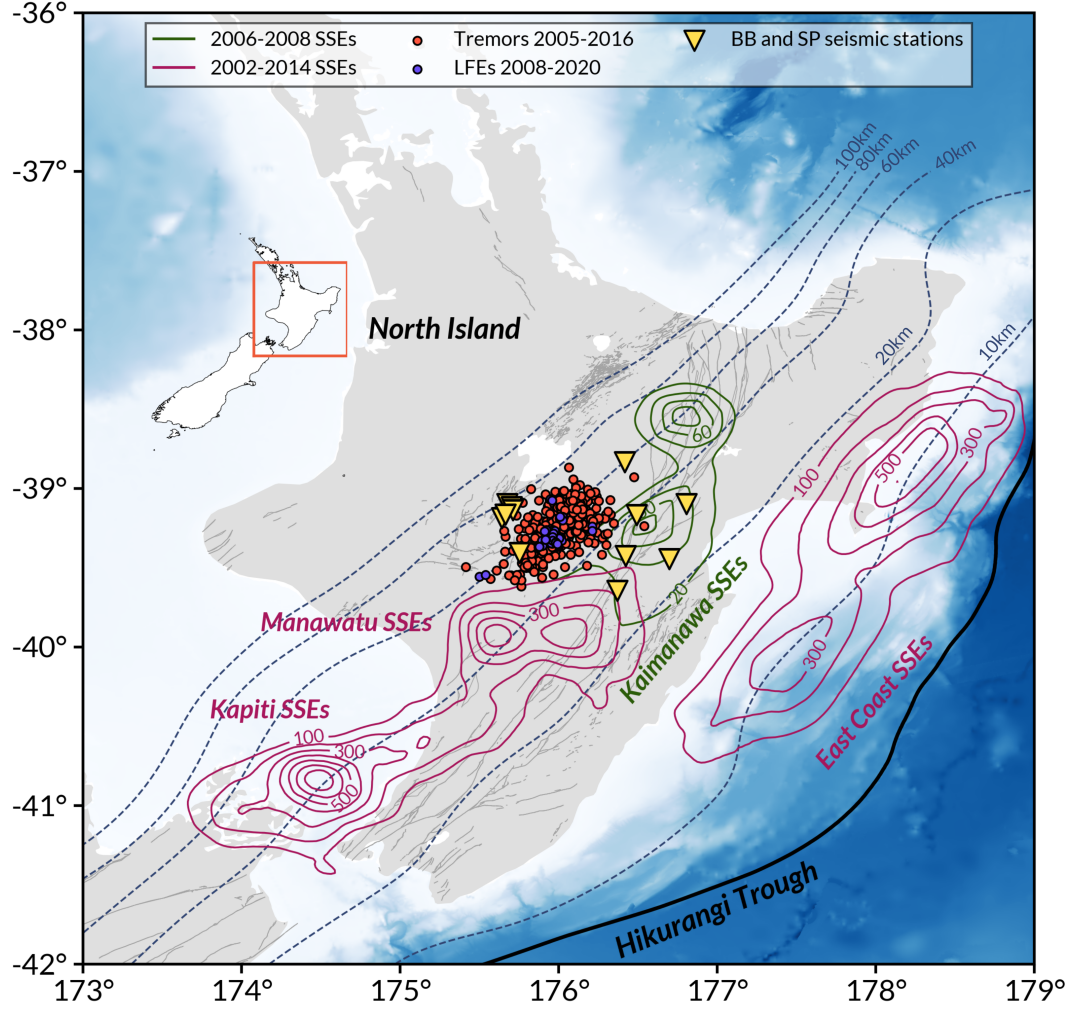 -36°
2006-2008 SSEs
Tremors 2005-2016
BB and SP seismic stations
2002-2014 SSEs
LFEs 2008-2020
100km
80km
60km
40km
-37°
-38°
North Island
20km
10km
60
100
500
300
-39°
20
300
Manawatu SSEs
-40°
Kaimanawa SSEs
300
East Coast SSEs
Kapiti SSEs
100
300
500
-41°
Hikurangi Trough
-42°
173°
174°
175°
176°
177°
178°
179°